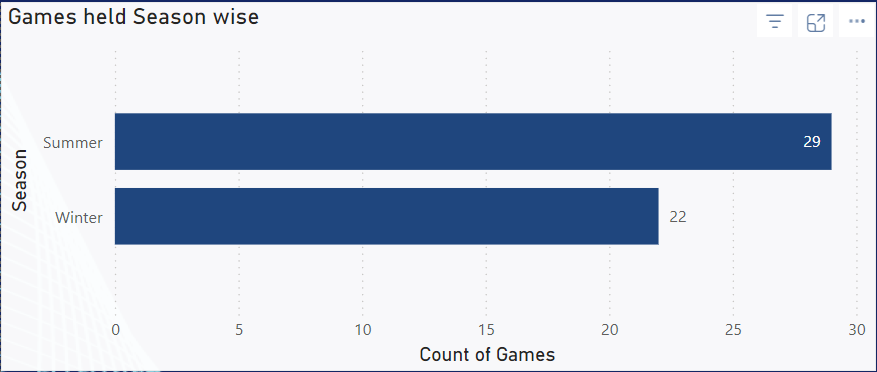 Games held Season wise
Season
Summer
29
Winter
22
0 5 10 15 20 25 30
Count of Games